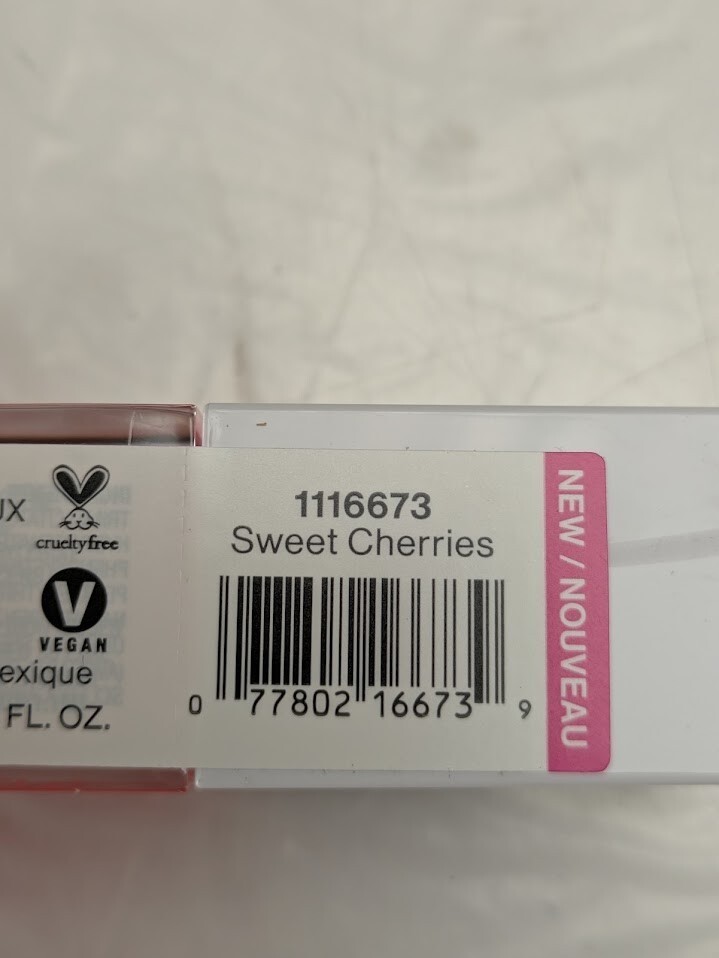 UX
crueltyfree
V
VEGAN
exique
FL. OZ.
1116673
Sweet Cherries
0 77802 16673 9
NEW / NOUVEAU